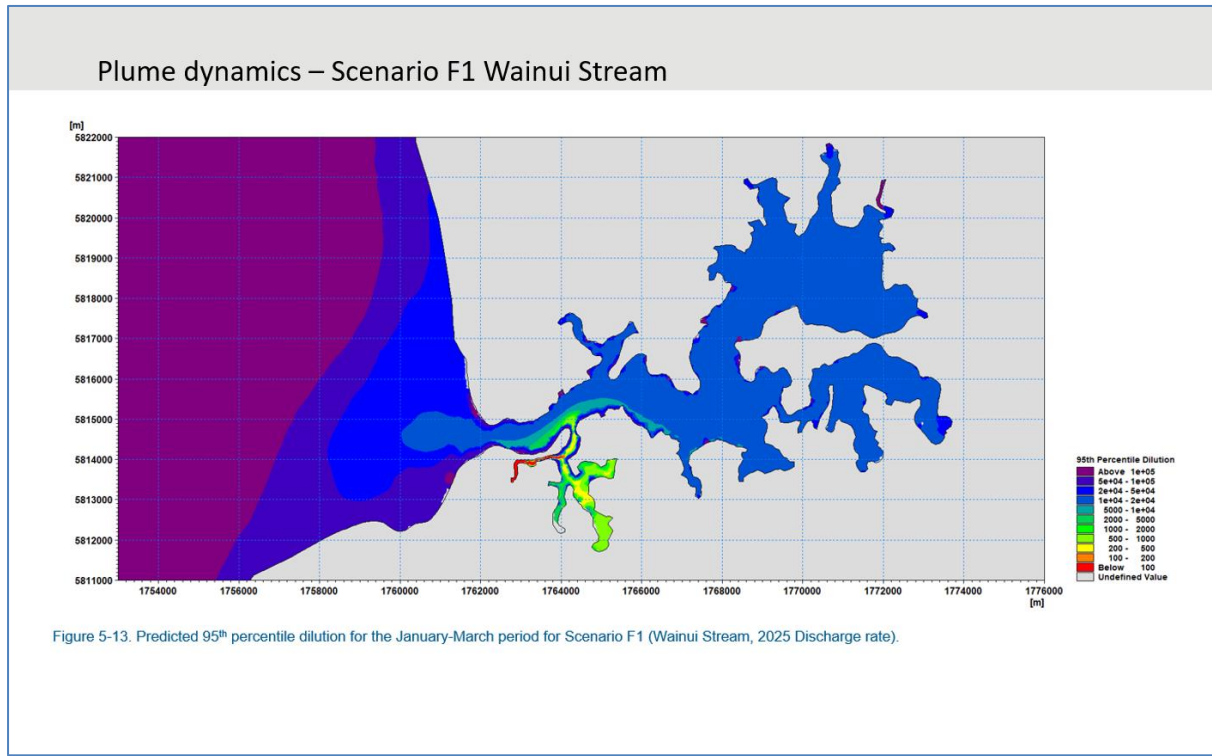 Plume dynamics – Scenario F1 Wainui Stream
[m]
5822000
5821000
5820000
5819000
5818000
5817000
5816000
5815000
5814000
5813000
5812000
5811000
1754000 1756000 1758000 1760000 1762000 1764000 1766000 1768000 1770000 1772000 1774000 1776000
[m]
95th Percentile Dilution
Above 1e+05
5e+04 - 1e+05
2e+04 - 5e+04
1e+04 - 2e+04
5000 - 1e+04
2000 - 5000
1000 - 2000
500 - 1000
200 - 500
100 - 200
Below 100
Undefined Value
Figure 5-13. Predicted 95th percentile dilution for the January-March period for Scenario F1 (Wainui Stream, 2025 Discharge rate).